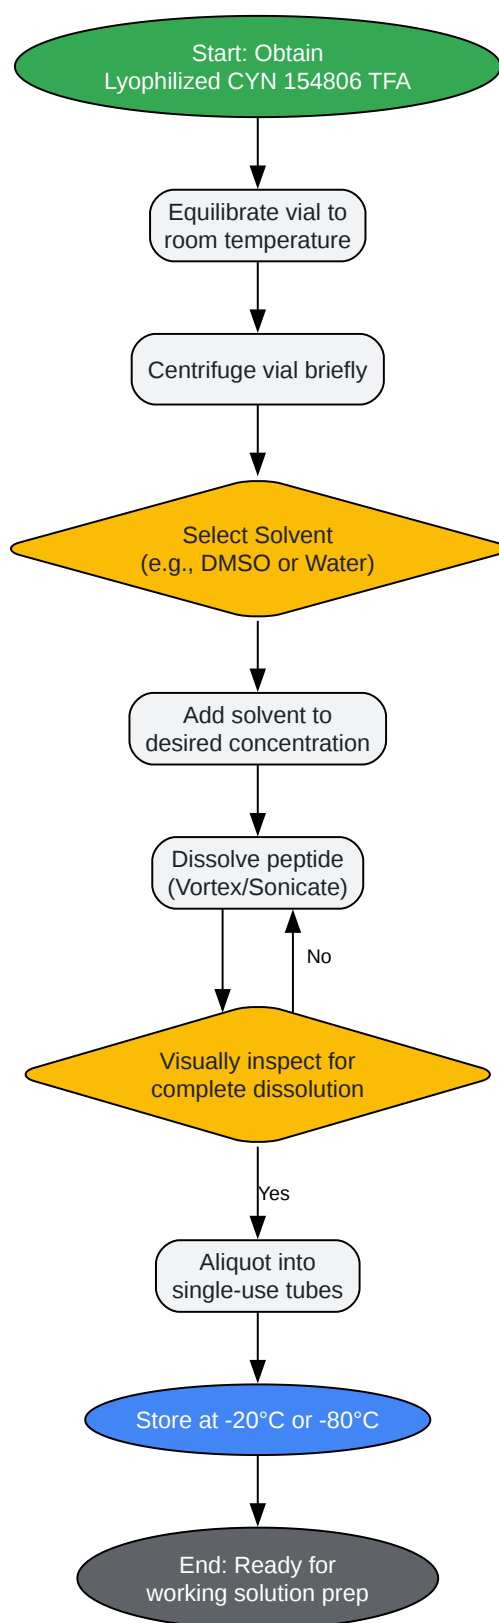 Start: Obtain
Lyophilized CYN 154806 TFA
Equilibrate vial to
room temperature
Centrifuge vial briefly
Select Solvent
(e.g., DMSO or Water)
Add solvent to
desired concentration
Dissolve peptide
(Vortex/Sonicate)
No
Visually inspect for
complete dissolution
Yes
Aliquot into
single-use tubes
Store at -20°C or -80°C
End: Ready for
working solution prep